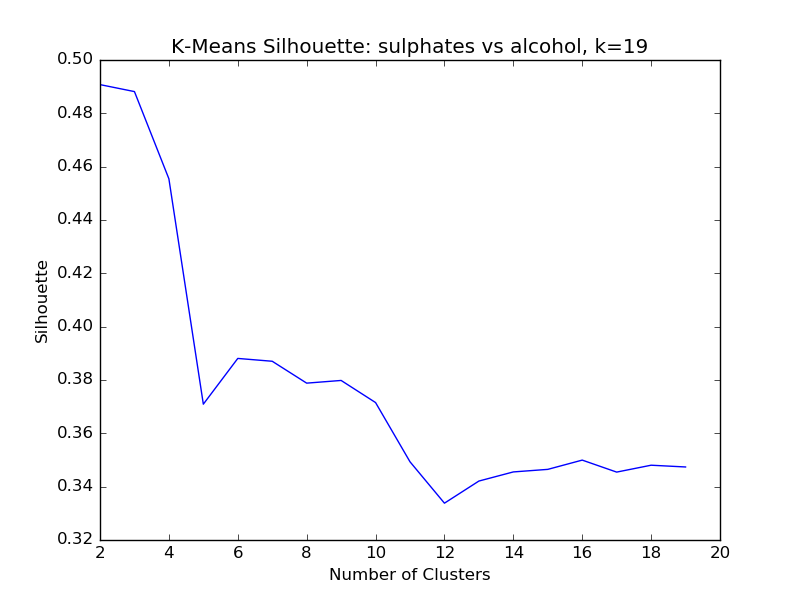 K-Means Silhouette: sulphates vs alcohol, k=19
0.50
0.48
0.46
0.44
0.42
0.40
0.38
0.36
0.34
0.32
Silhouette
2 4 6 8 10 12 14 16 18 20
Number of Clusters